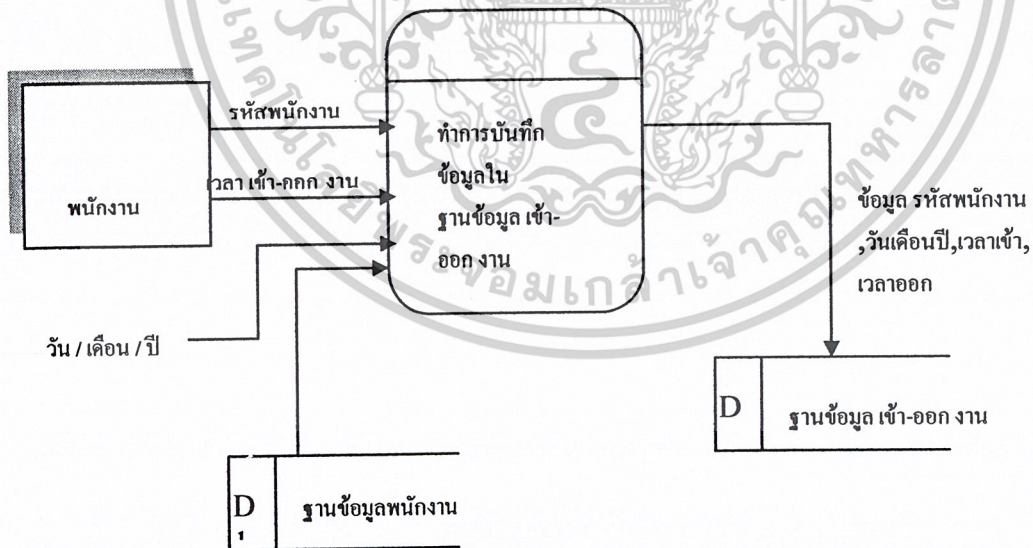 รหัสพนักงาน
เวลา เข้า-ออก งาน
พนักงาน
วัน / เดือน / ปี
ทำการบันทึก
ข้อมูลใน
ฐานข้อมูล เข้า-
ออก งาน
ข้อมูล รหัสพนักงาน
,วันเดือนปี,เวลาเข้า,
เวลาออก
D
ฐานข้อมูล เข้า-ออก งาน
D
1
ฐานข้อมูลพนักงาน